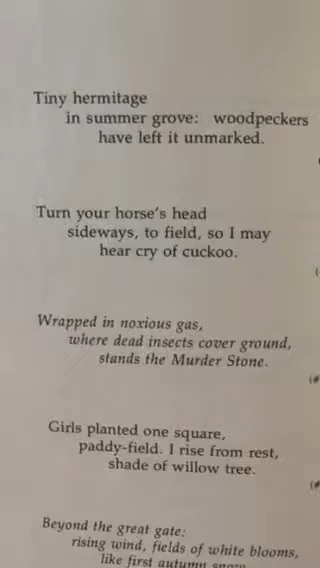 Tiny hermitage
in summer grove: woodpeckers
have left it unmarked.
Turn your horse's head
sideways, to field, so I may
hear cry of cuckoo.
Wrapped in noxious gas,
where dead insects cover ground,
stands the Murder Stone.
Girls planted one square,
paddy-field. I rise from rest,
shade of willow tree.
Beyond the great gate:
rising wind, fields of white blooms,
like first autumn